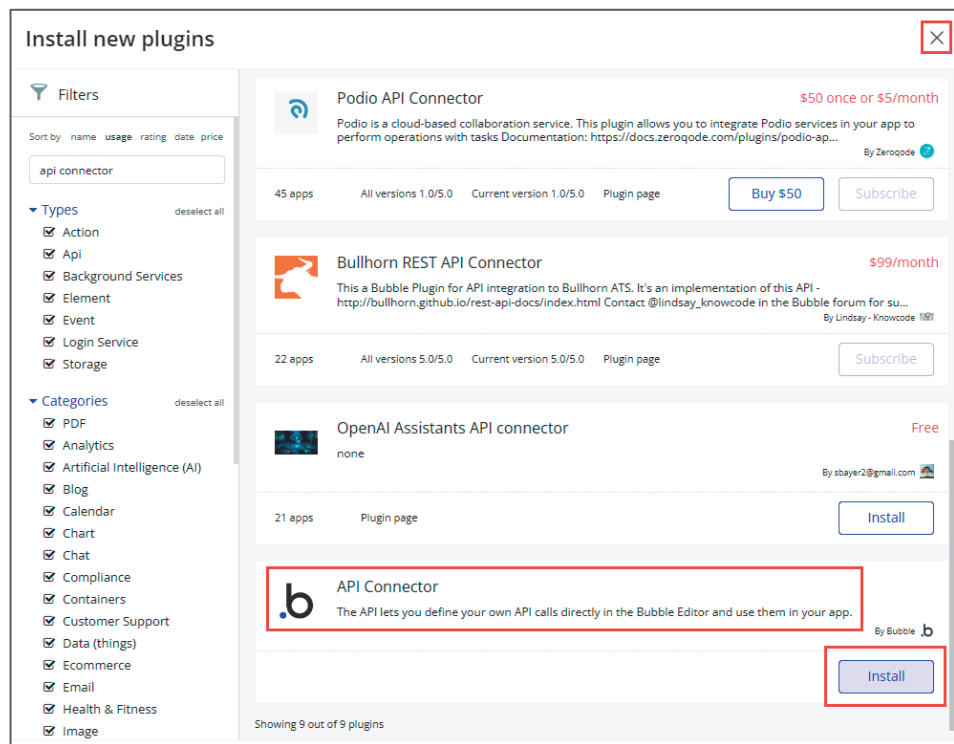 Install new plugins
Filters
Sort by name usage rating date price
api connector
Types deselect all
Action
Api
Background Services
Element
Event
Login Service
Storage
Categories deselect all
PDF
Analytics
Artificial Intelligence (AI)
Blog
Calendar
Chart
Chat
Compliance
Containers
Customer Support
Data (things)
Ecommerce
Email
Health & Fitness
Image
Podio API Connector $50 once or $5/month
Podio is a cloud-based collaboration service. This plugin allows you to integrate Podio services in your app to
perform operations with tasks Documentation: https://docs.zeroqode.com/plugins/podio-ap...
By Zeroqode
45 apps All versions 1.0/5.0 Current version 1.0/5.0 Plugin page Buy $50 Subscribe
Bullhorn REST API Connector $99/month
This a Bubble Plugin for API integration to Bullhorn ATS. It's an implementation of this API -
http://bullhorn.github.io/rest-api-docs/index.html Contact @lindsay_knowcode in the Bubble forum for su...
By Lindsay - Knowcode
22 apps All versions 5.0/5.0 Current version 5.0/5.0 Plugin page Subscribe
OpenAI Assistants API connector Free
none
By sbayer2@gmail.com
21 apps Plugin page Install
.b API Connector
The API lets you define your own API calls directly in the Bubble Editor and use them in your app.
By Bubble .b
Install
Showing 9 out of 9 plugins